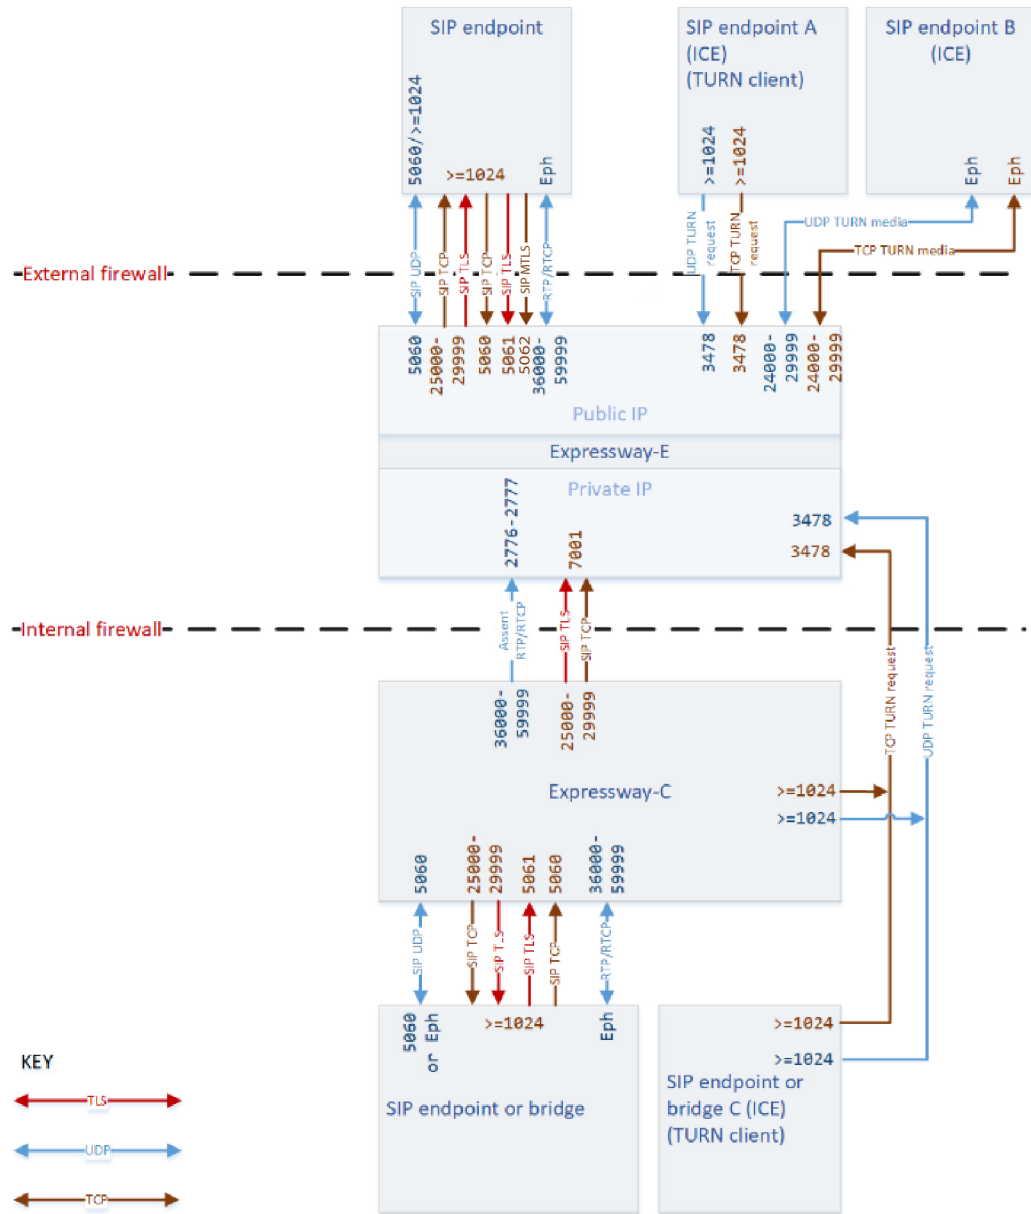 SIP endpoint
SIP endpoint A
(ICE)
(TURN client)
SIP endpoint B
(ICE)
5060/>=1024
>=1024
Eph
>=1024
>=1024
Eph
Eph
SIP UDP
SIP TCP
SIP TLS
SIP TCP
SIP TLS
SIP MTLS
RTP/RTCP
UDP TURN
request
TCP TURN
request
UDP TURN media
TCP TURN media
External firewall
5060
25000-
29999
5060
5061
5062
36000-
59999
3478
3478
24000-
29999
24000-
29999
Public IP
Expressway-E
Private IP
2776-2777
7001
3478
3478
Internal firewall
Assent
RTP/RTCP
SIP TLS
SIP TCP
TCP TURN request
UDP TURN request
36000-
59999
25000-
29999
Expressway-C
>=1024
>=1024
5060
25000-
29999
5061
5060
36000-
59999
SIP UDP
SIP TCP
SIP TLS
SIP TLS
SIP TCP
RTP/RTCP
5060
or Eph
>=1024
Eph
SIP endpoint or bridge
>=1024
>=1024
SIP endpoint or
bridge C (ICE)
(TURN client)
KEY
TLS
UDP
TCP